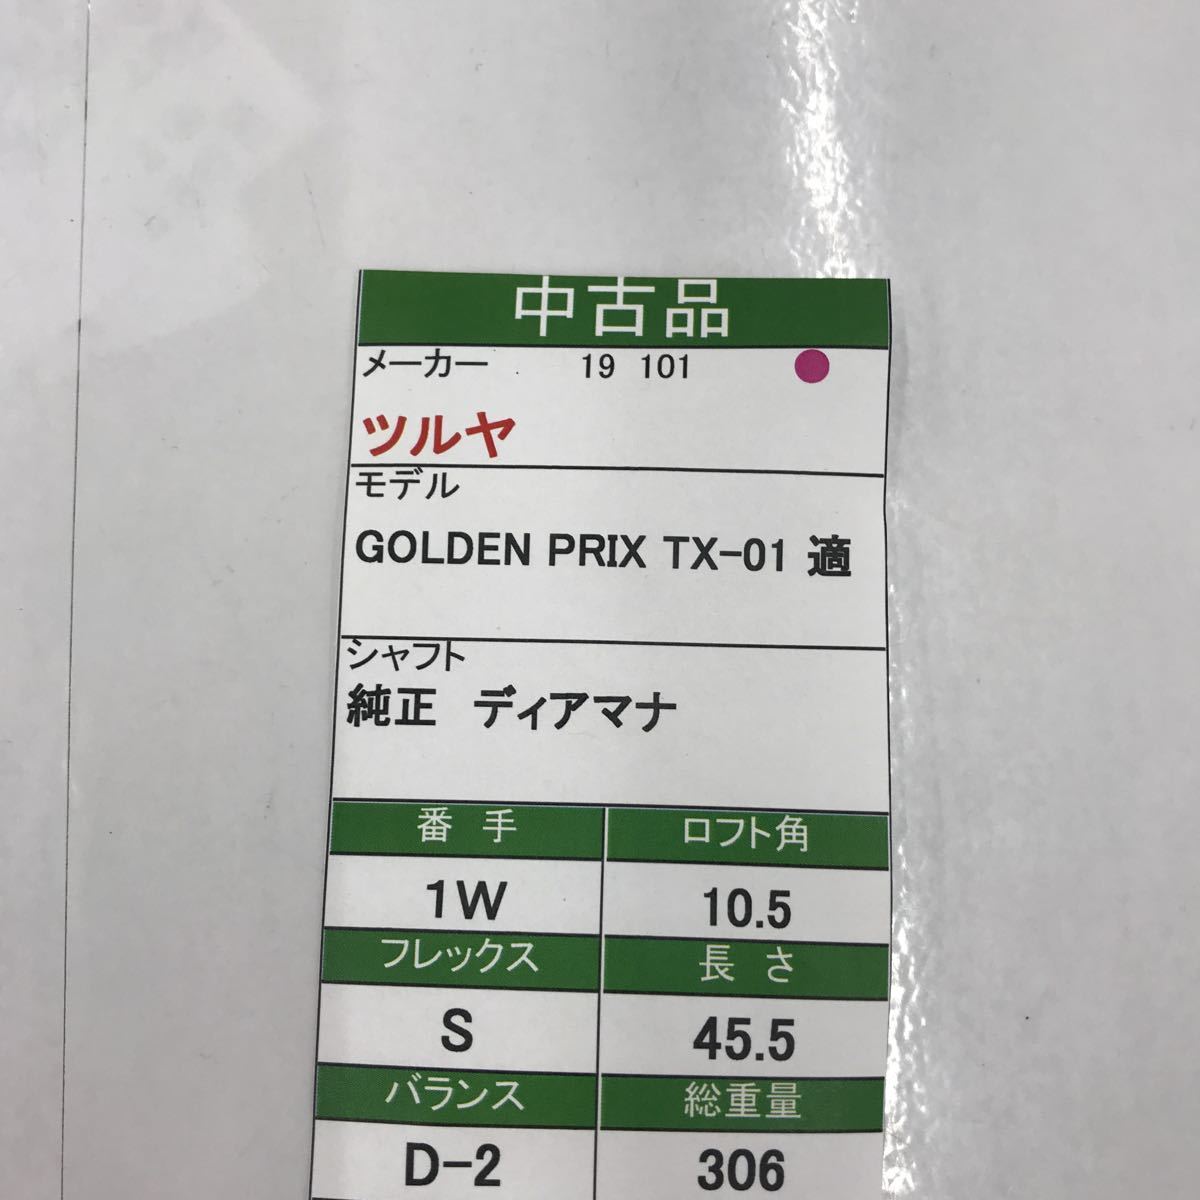 中古品
メーカー 19 101
ツルヤ
モデル
GOLDEN PRIX TX-01 適
シャフト
純正 ディアマナ
番手 ロフト角
1W 10.5
フレックス 長さ
S 45.5
バランス 総重量
D-2 306